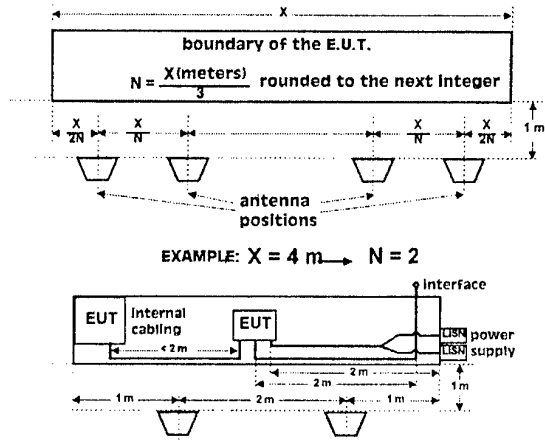 X
boundary of the E.U.T.
N = X(meters) / 3 rounded to the next integer
X/2N X/N X/N X/2N
1 m
antenna
positions
EXAMPLE: X = 4 m → N = 2
interface
EUT Internal cabling EUT
LISN power
LISN supply
< 2 m
2 m
2 m
1 m
1 m 2 m 1 m